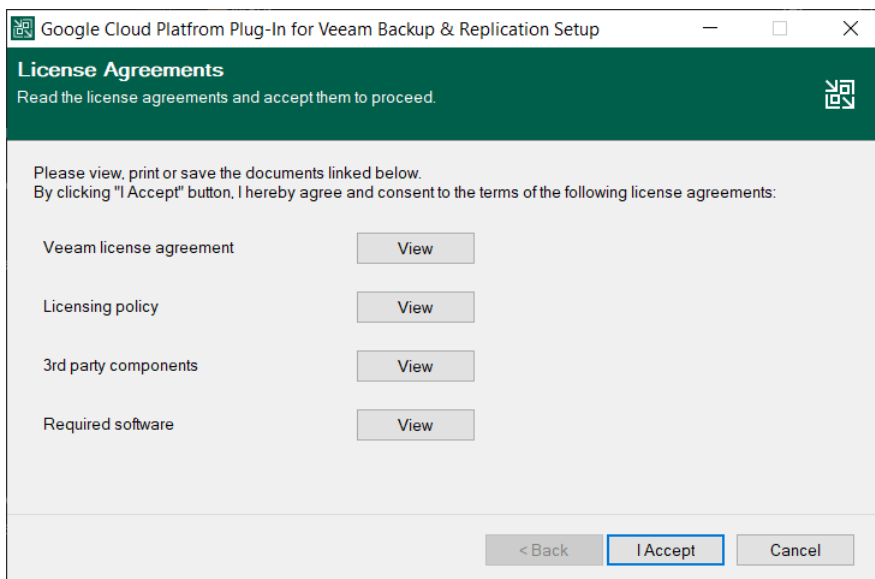 Google Cloud Platfrom Plug-In for Veeam Backup & Replication Setup
License Agreements
Read the license agreements and accept them to proceed.
Please view, print or save the documents linked below.
By clicking "I Accept" button, I hereby agree and consent to the terms of the following license agreements:
Veeam license agreement View
Licensing policy View
3rd party components View
Required software View
< Back I Accept Cancel